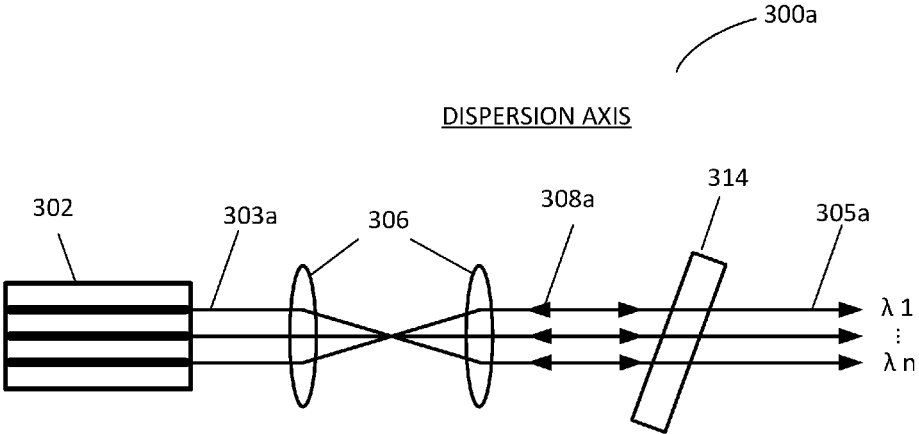 300a
DISPERSION AXIS
314
302
303a
306
308a
305a
λ 1
⋮
λ n